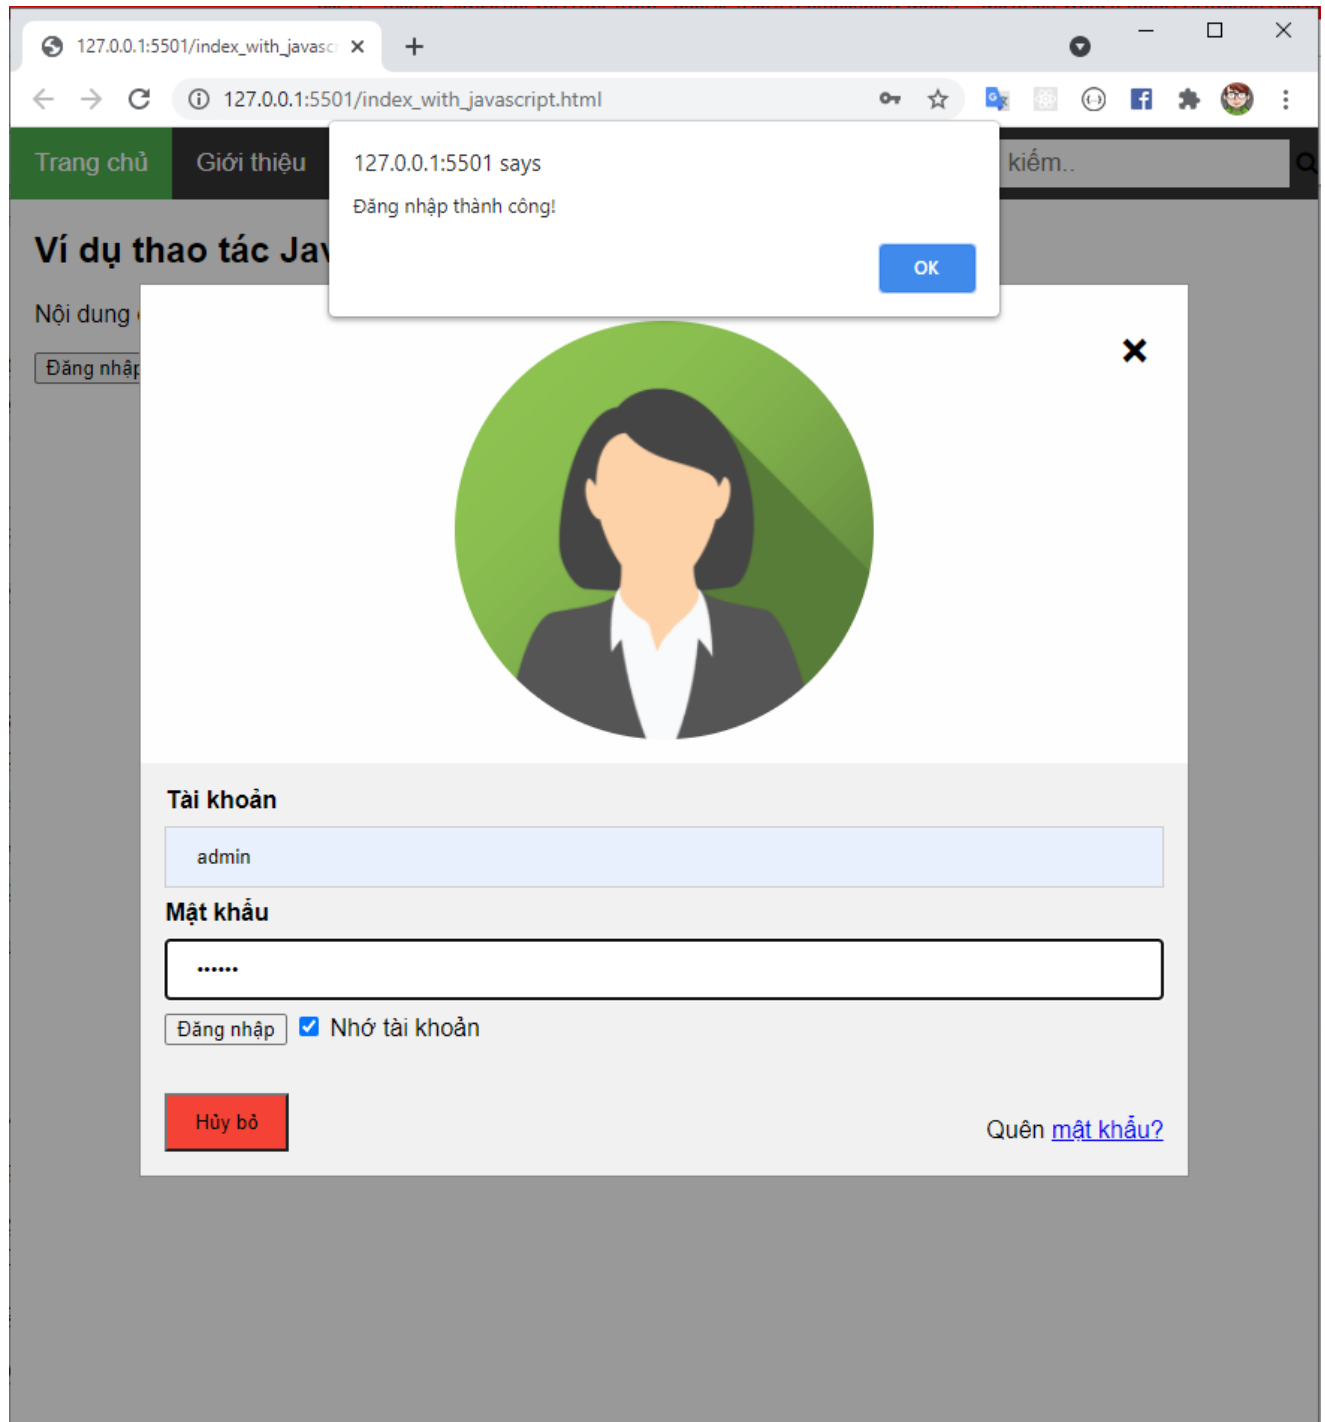 127.0.0.1:5501/index_with_javasc
127.0.0.1:5501/index_with_javascript.html
Trang chủ Giới thiệu kiếm..
127.0.0.1:5501 says
Đăng nhập thành công!
OK
Ví dụ thao tác Jav
Nội dung
Đăng nhập
Tài khoản
admin
Mật khẩu
••••••
Đăng nhập Nhớ tài khoản
Hủy bỏ
Quên mật khẩu?